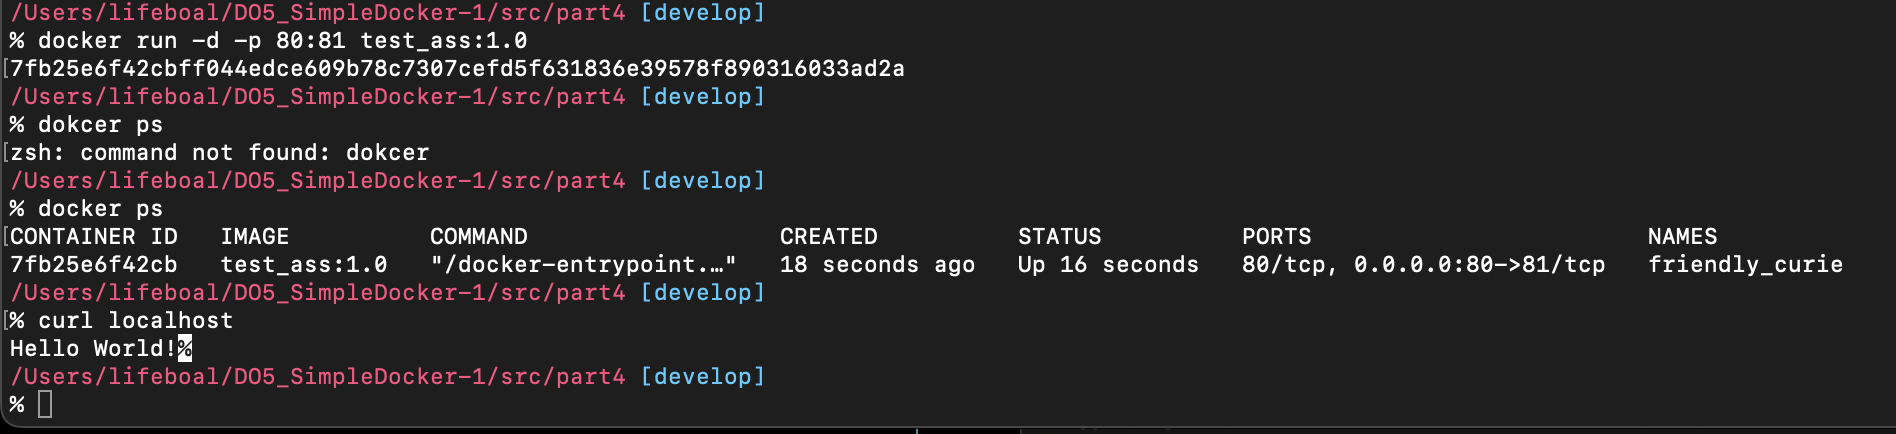 /Users/lifeboal/DO5_SimpleDocker-1/src/part4 [develop]
% docker run -d -p 80:81 test_ass:1.0
[7fb25e6f42cbff044edce609b78c7307cefd5f631836e39578f890316033ad2a
/Users/lifeboal/DO5_SimpleDocker-1/src/part4 [develop]
% dokcer ps
[zsh: command not found: dokcer
/Users/lifeboal/DO5_SimpleDocker-1/src/part4 [develop]
% docker ps
[CONTAINER ID   IMAGE          COMMAND                  CREATED          STATUS          PORTS                        NAMES
7fb25e6f42cb   test_ass:1.0   "/docker-entrypoint.…"   18 seconds ago   Up 16 seconds   80/tcp, 0.0.0.0:80->81/tcp   friendly_curie
/Users/lifeboal/DO5_SimpleDocker-1/src/part4 [develop]
[% curl localhost
Hello World!%
/Users/lifeboal/DO5_SimpleDocker-1/src/part4 [develop]
%